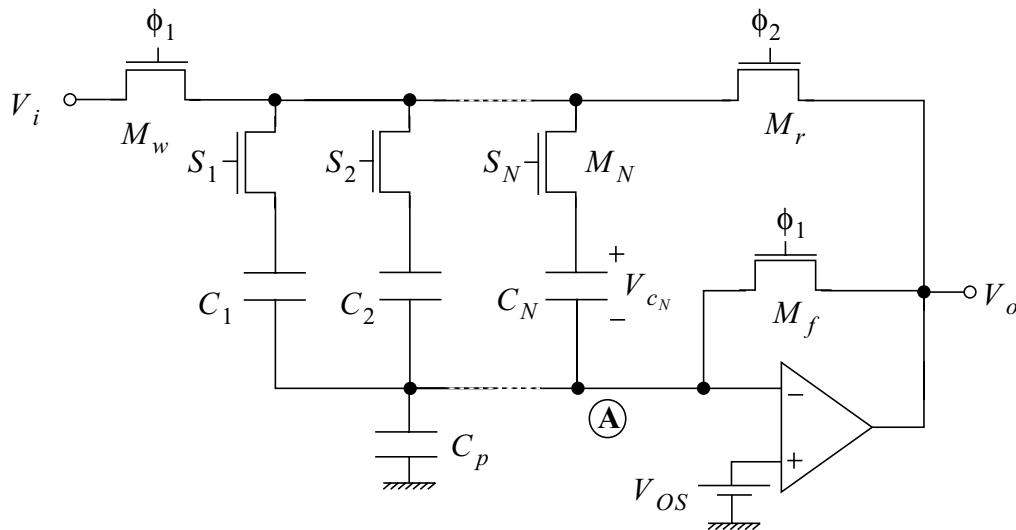 ϕ1
ϕ2
Vi
Mw
Mr
S1
S2
SN
MN
ϕ1
+
VcN
−
C1
C2
CN
Mf
Vo
A
−
+
Cp
VOS